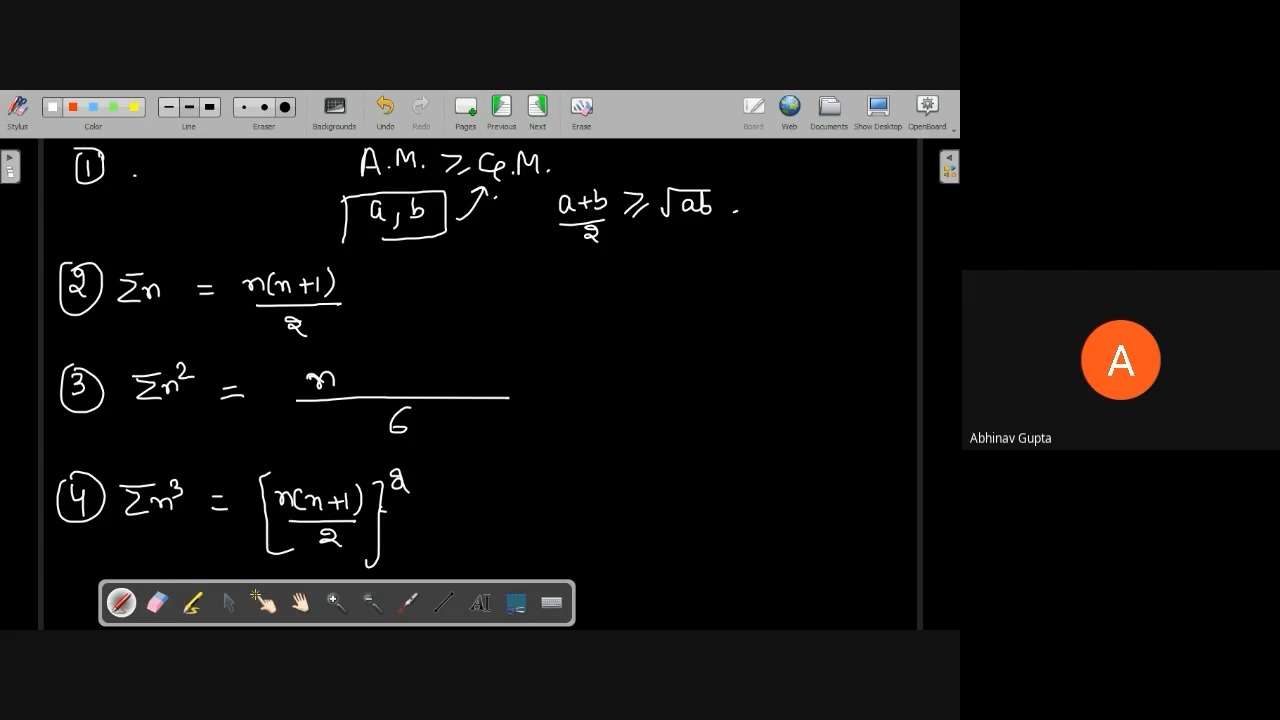 Stylus Color Line Eraser Backgrounds Undo Redo Pages Previous Next Erase Board Web Documents Show Desktop OpenBoard
① . A.M. ⩾ G.M.
a, b a+b/2 ⩾ √ab .
② Σn = n(n+1)/2
③ Σn² = n/6
④ Σn³ = [n(n+1)/2]²
A
Abhinav Gupta
AI